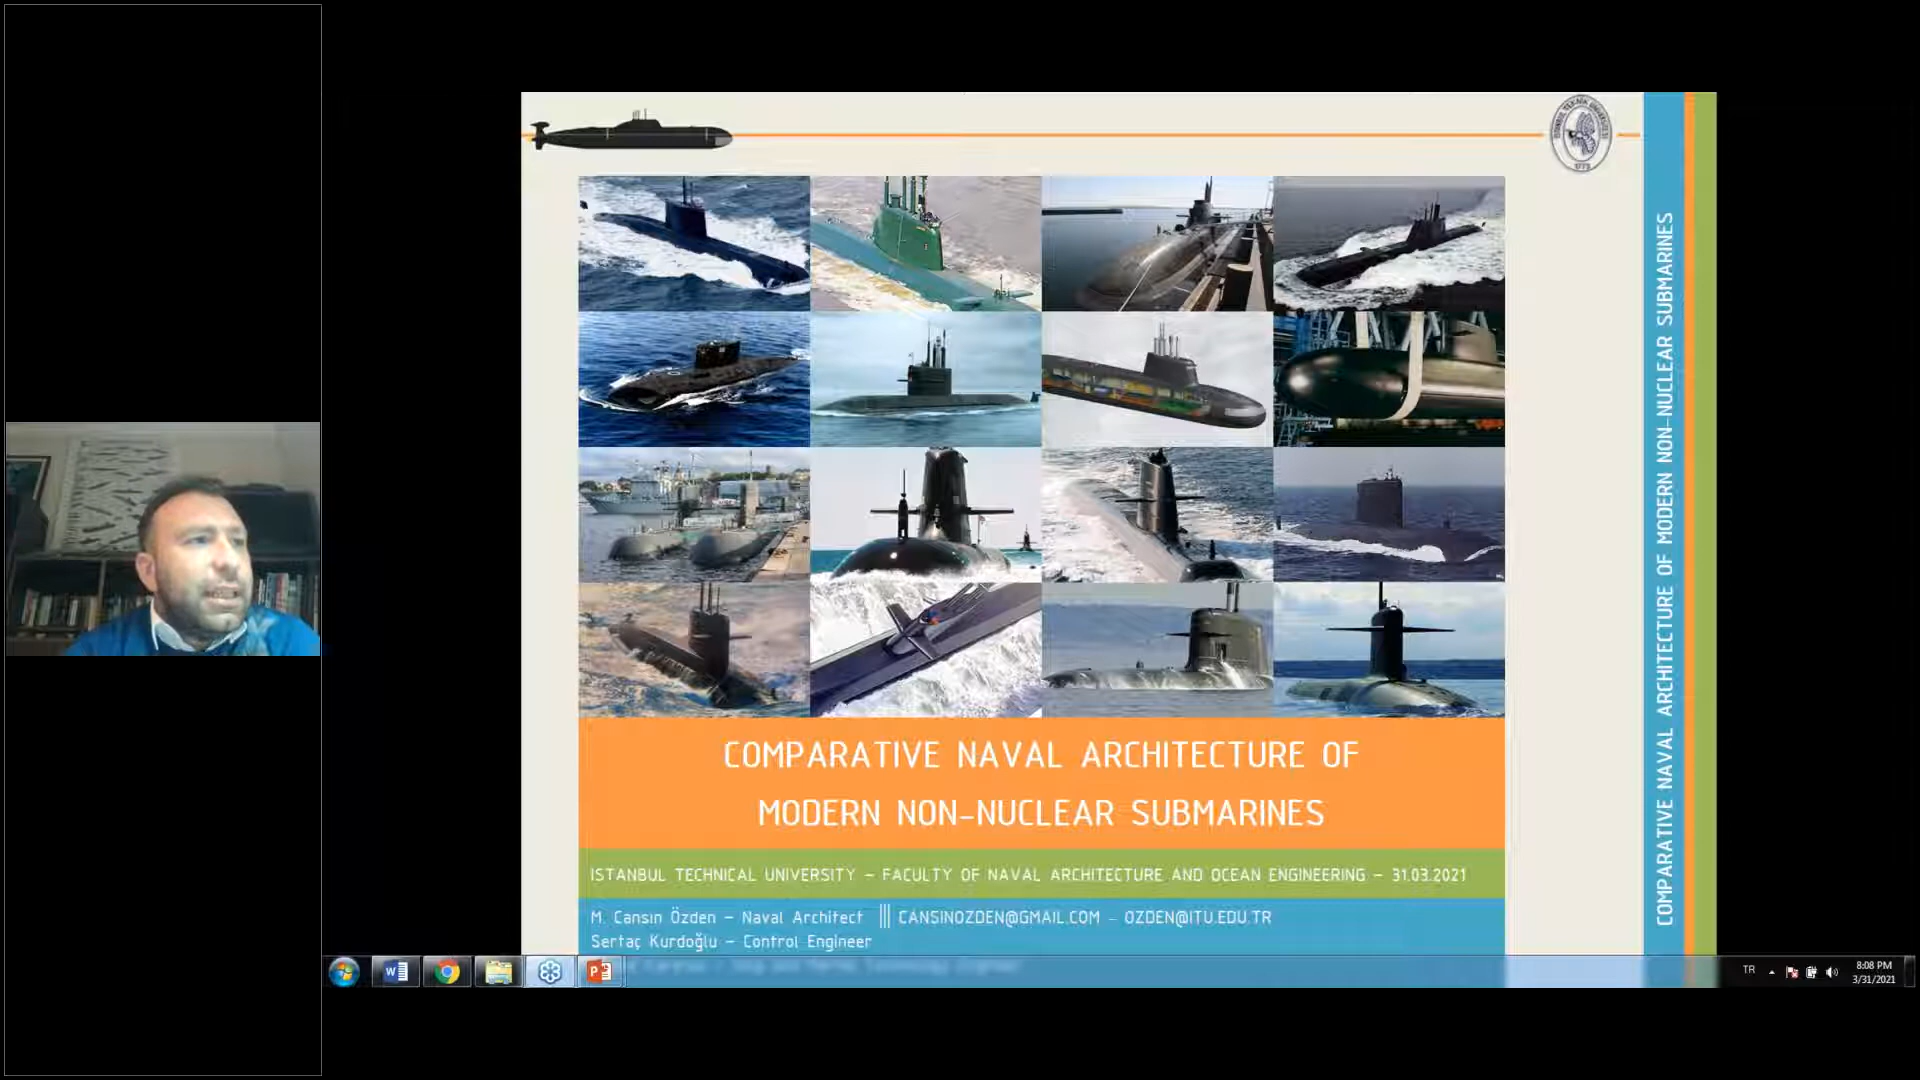 COMPARATIVE NAVAL ARCHITECTURE OF
MODERN NON-NUCLEAR SUBMARINES
ISTANBUL TECHNICAL UNIVERSITY – FACULTY OF NAVAL ARCHITECTURE AND OCEAN ENGINEERING – 31.03.2021
M. Cansın Özden – Naval Architect ||| CANSINOZDEN@GMAIL.COM – OZDEN@ITU.EDU.TR
Sertaç Kurdoğlu – Control Engineer
COMPARATIVE NAVAL ARCHITECTURE OF MODERN NON-NUCLEAR SUBMARINES
TR
8:08 PM
3/31/2021